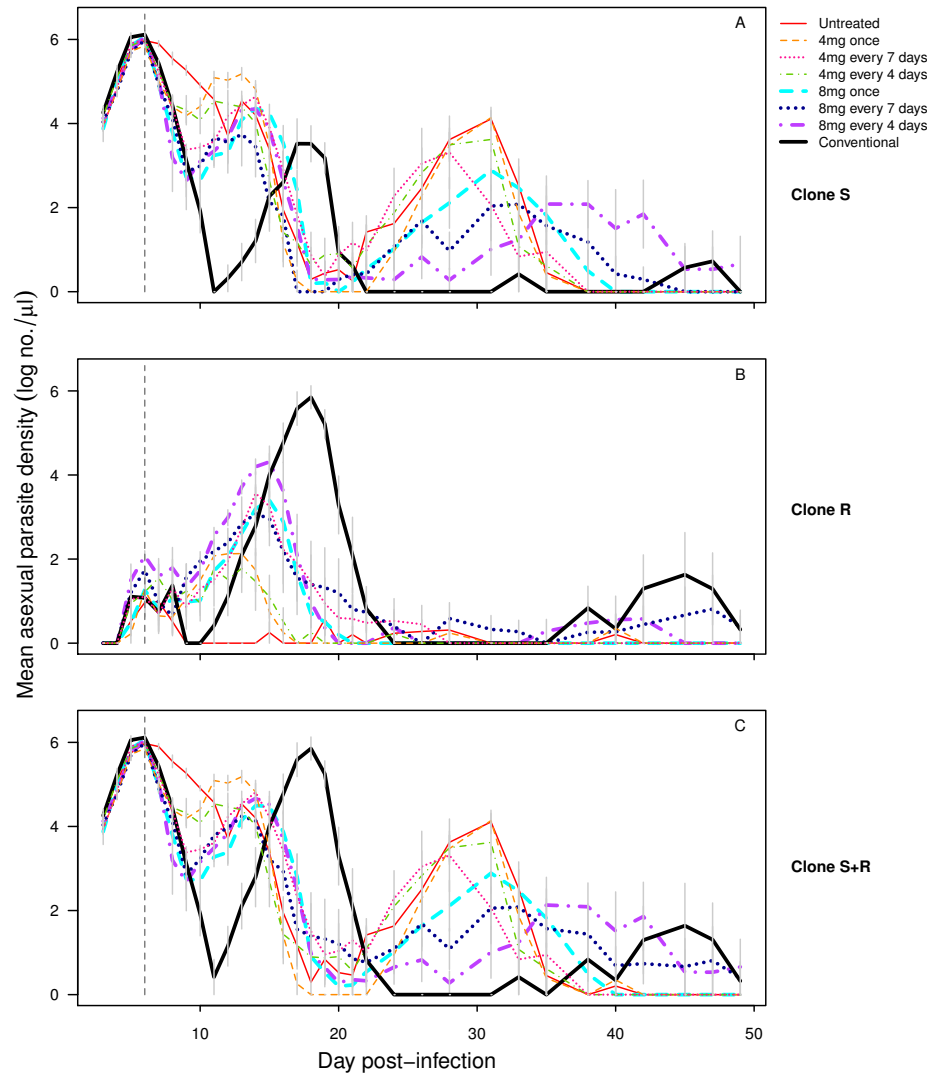 A
6
4
2
0
Untreated
4mg once
4mg every 7 days
4mg every 4 days
8mg once
8mg every 7 days
8mg every 4 days
Conventional
Clone S
B
6
4
2
0
Clone R
Mean asexual parasite density (log no./µl)
C
6
4
2
0
Clone S+R
10 20 30 40 50
Day post−infection